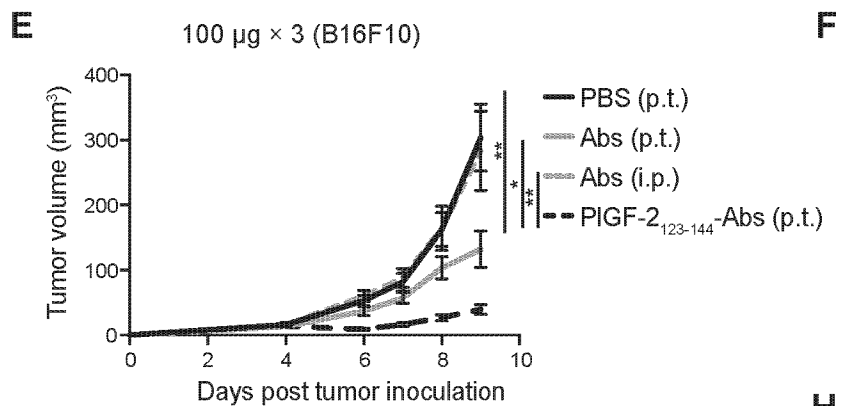 E
F
100 μg × 3 (B16F10)
Tumor volume (mm³)
400
300
200
100
0
0 2 4 6 8 10
Days post tumor inoculation
PBS (p.t.)
Abs (p.t.)
Abs (i.p.)
PlGF-2₁₂₃₋₁₄₄-Abs (p.t.)
**
*
**